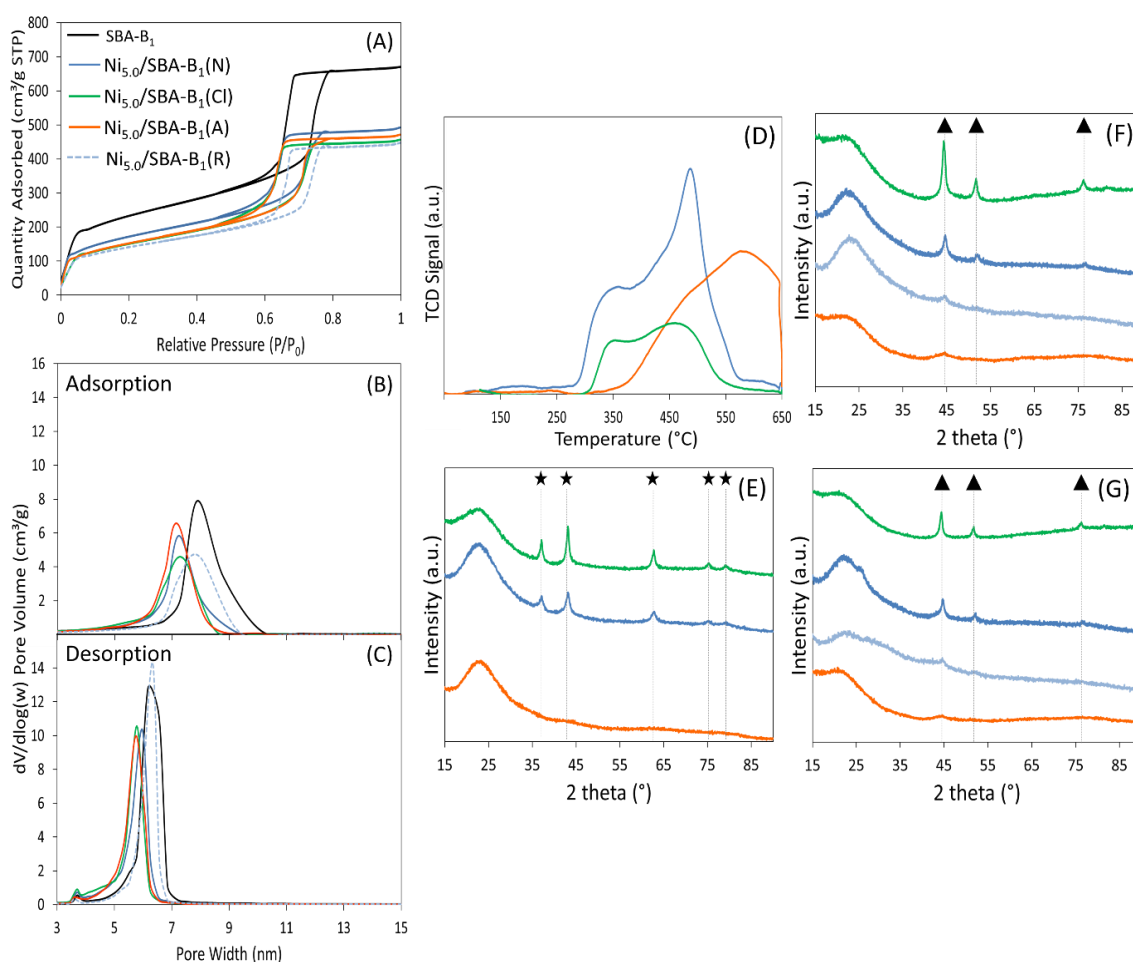 800
700
600
500
400
300
200
100
0
Quantity Adsorbed (cm³/g STP)
(A)
SBA-B₁
Ni₅.₀/SBA-B₁(N)
Ni₅.₀/SBA-B₁(Cl)
Ni₅.₀/SBA-B₁(A)
Ni₅.₀/SBA-B₁(R)
0 0.2 0.4 0.6 0.8 1
Relative Pressure (P/P₀)
16
14
12
10
8
6
4
2
Adsorption
(B)
dV/dlog(w) Pore Volume (cm³/g)
14
12
10
8
6
4
2
0
Desorption
(C)
3 5 7 9 11 13 15
Pore Width (nm)
TCD Signal (a.u.)
(D)
150 250 350 450 550 650
Temperature (°C)
Intensity (a.u.)
(E)
15 25 35 45 55 65 75 85
2 theta (°)
Intensity (a.u.)
(F)
15 25 35 45 55 65 75 85
2 theta (°)
Intensity (a.u.)
(G)
15 25 35 45 55 65 75 85
2 theta (°)